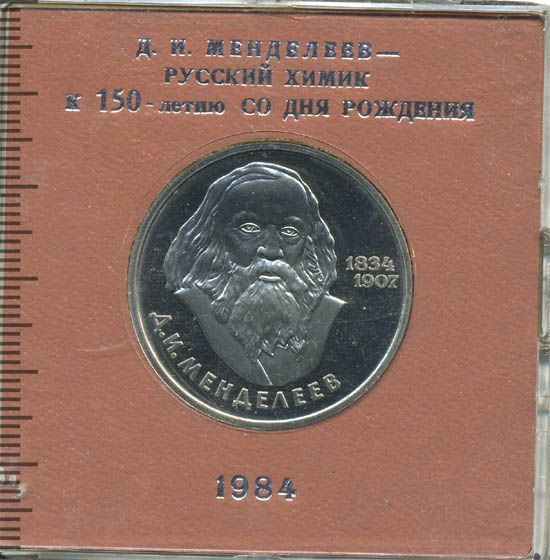 Д. И. МЕНДЕЛЕЕВ—
РУССКИЙ ХИМИК
К 150-летию СО ДНЯ РОЖДЕНИЯ
1834
1907
Д.И.МЕНДЕЛЕЕВ
1984